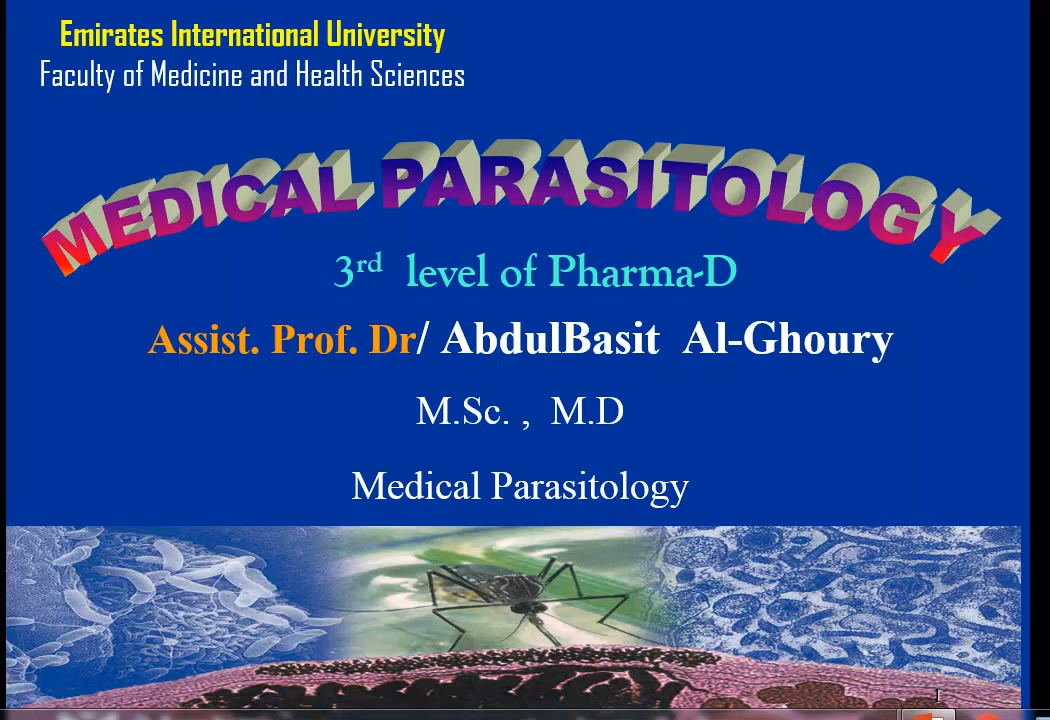 Emirates International University
Faculty of Medicine and Health Sciences
MEDICAL PARASITOLOGY
3rd level of Pharma-D
Assist. Prof. Dr/ AbdulBasit Al-Ghoury
M.Sc. , M.D
Medical Parasitology
1